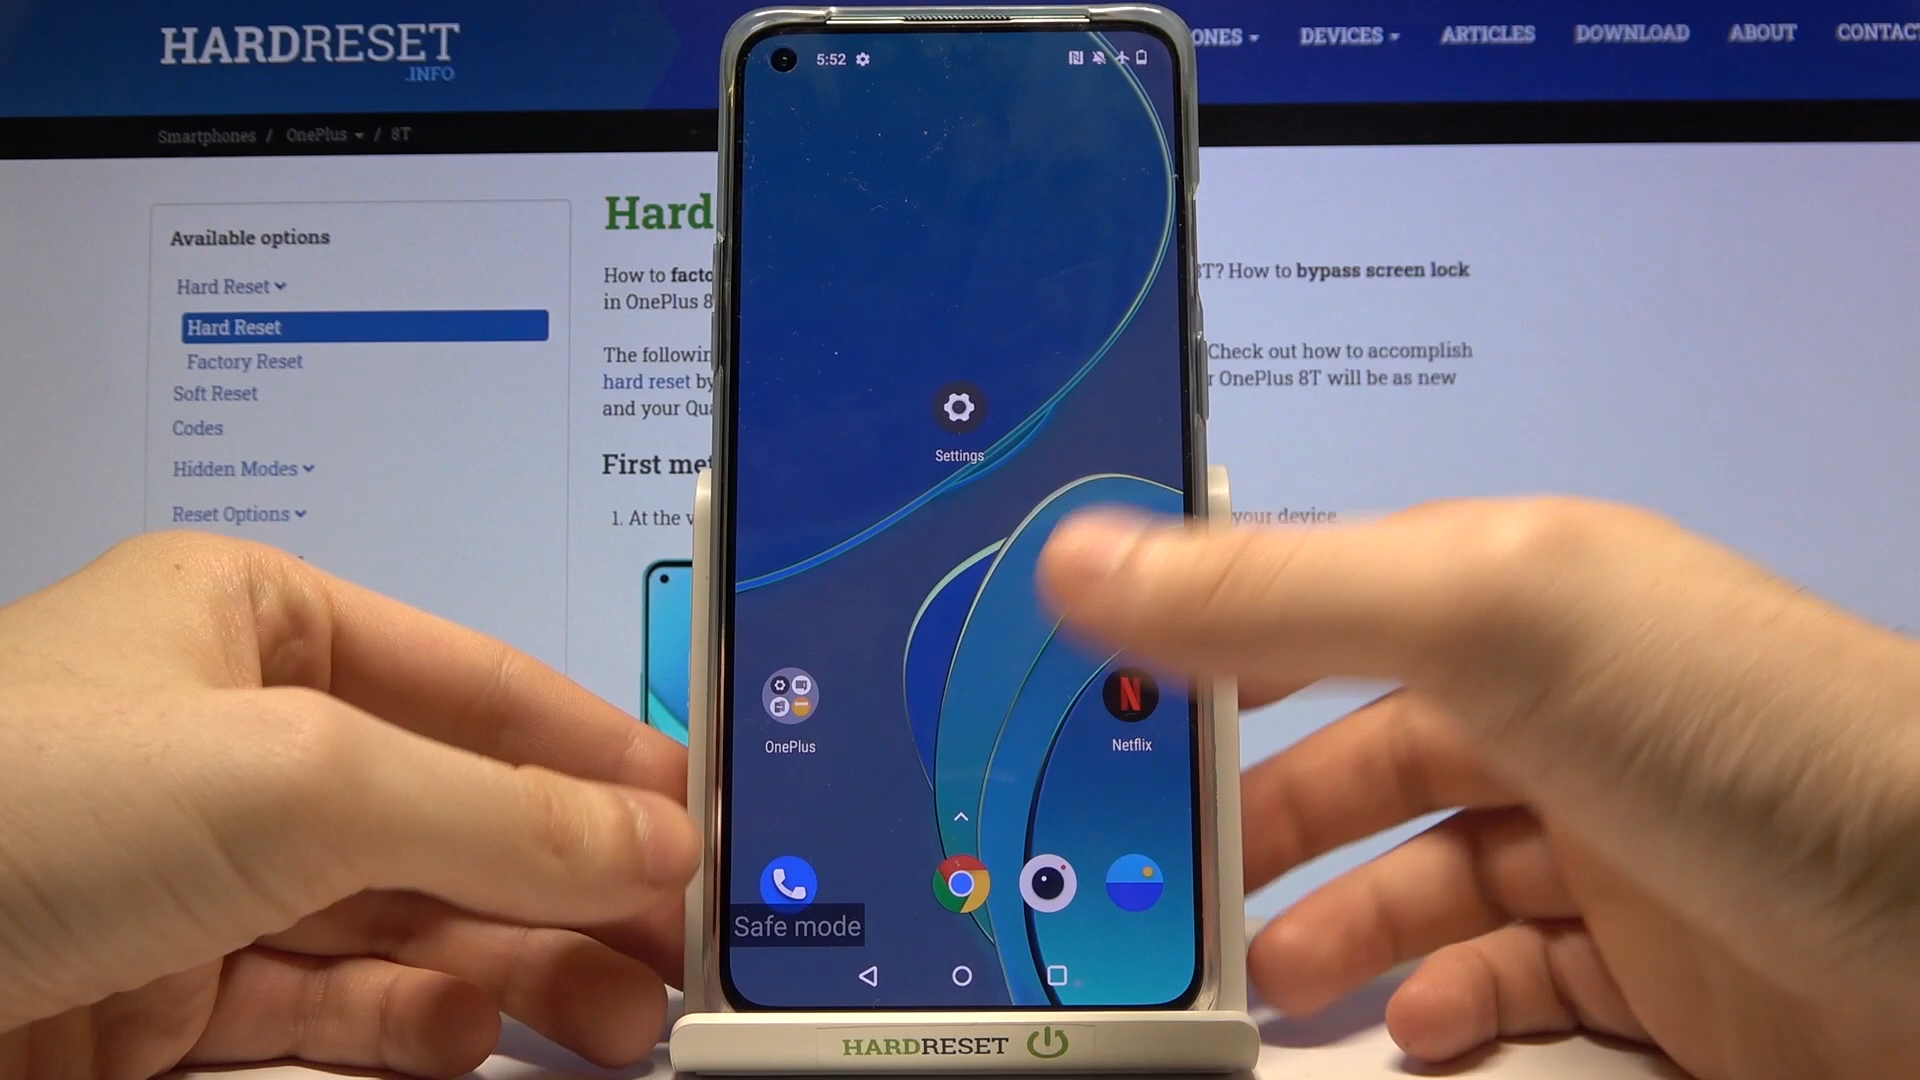 HARDRESET
.INFO
ONES
DEVICES
ARTICLES
DOWNLOAD
ABOUT
CONTACT
Smartphones / OnePlus / 8T
Available options
Hard Reset
Hard Reset
Factory Reset
Soft Reset
Codes
Hidden Modes
Reset Options
Hard
How to facto
in OnePlus 8
The followin
hard reset by
and your Qua
First met
1. At the v
T? How to bypass screen lock
Check out how to accomplish
r OnePlus 8T will be as new
your device
5:52
Settings
OnePlus
Netflix
Safe mode
HARDRESET